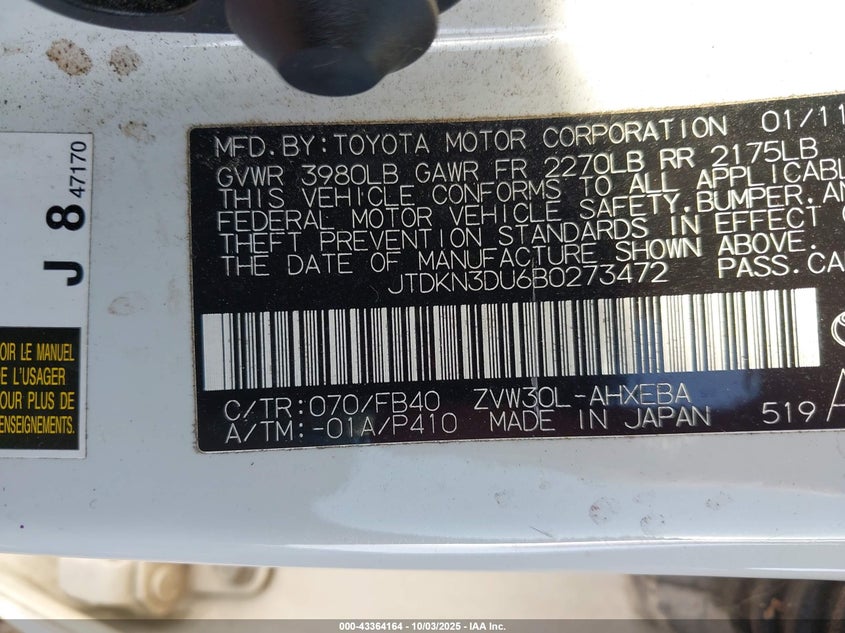 MFD.BY:TOYOTA MOTOR CORPORATION 01/11
GVWR 3980LB GAWR FR 2270LB RR 2175LB
THIS VEHICLE CONFORMS TO ALL APPLICABL
FEDERAL MOTOR VEHICLE SAFETY,BUMPER,AN
THEFT PREVENTION STANDARDS IN EFFECT O
THE DATE OF MANUFACTURE SHOWN ABOVE.
JTDKN3DU6B0273472 PASS.CA
C/TR:070/FB40 ZVW30L-AHXEBA
A/TM:-01A/P410 MADE IN JAPAN 519 A
J 8 47170
OIR LE MANUEL
E L'USAGER
PLUS DE
ENSEIGNEMENTS.
000-43364164 - 10/03/2025 - IAA Inc.